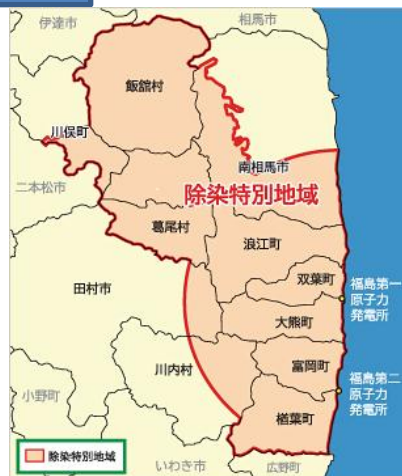 伊達市
相馬市
飯舘村
川俣町
南相馬市
二本松市
除染特別地域
葛尾村
浪江町
双葉町
福島第一
原子力
発電所
田村市
大熊町
川内村
富岡町
福島第二
原子力
発電所
小野町
楢葉町
除染特別地域
いわき市
広野町